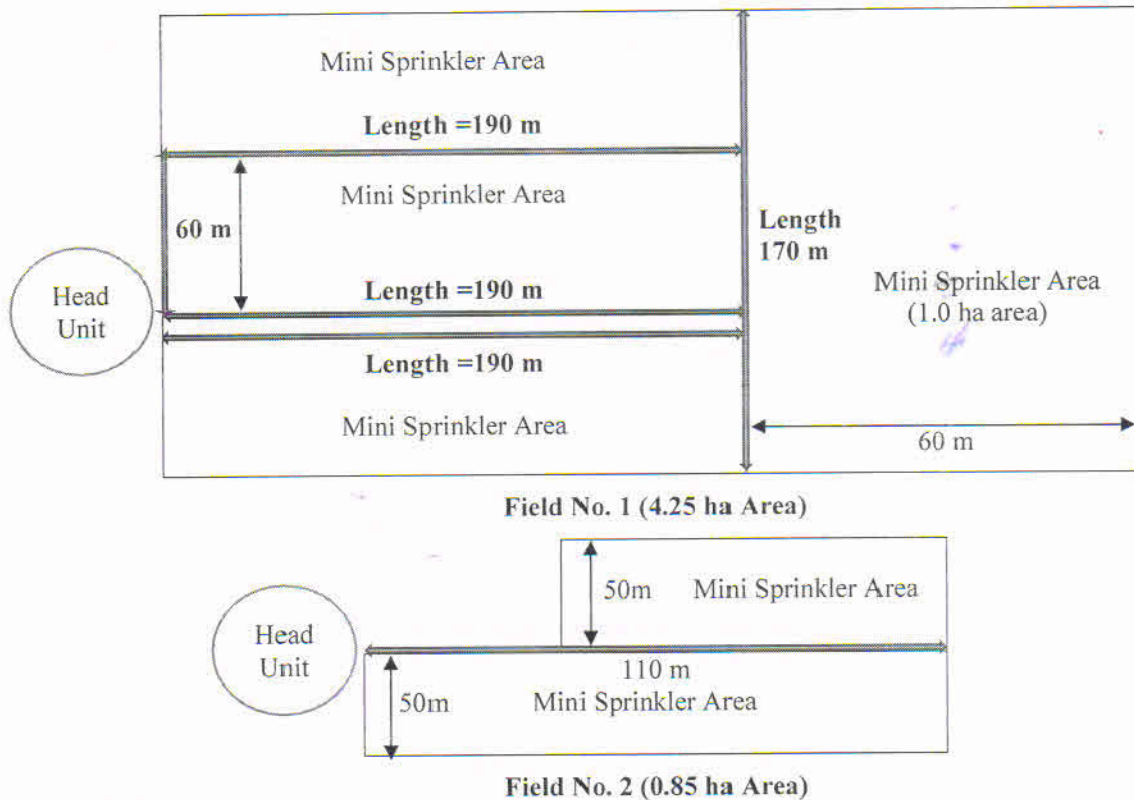 Mini Sprinkler Area
Length =190 m
Mini Sprinkler Area
60 m
Length
170 m
Head
Unit
Length =190 m
Mini Sprinkler Area
(1.0 ha area)
Length =190 m
Mini Sprinkler Area
60 m
Field No. 1 (4.25 ha Area)
50m
Mini Sprinkler Area
Head
Unit
110 m
50m
Mini Sprinkler Area
Field No. 2 (0.85 ha Area)